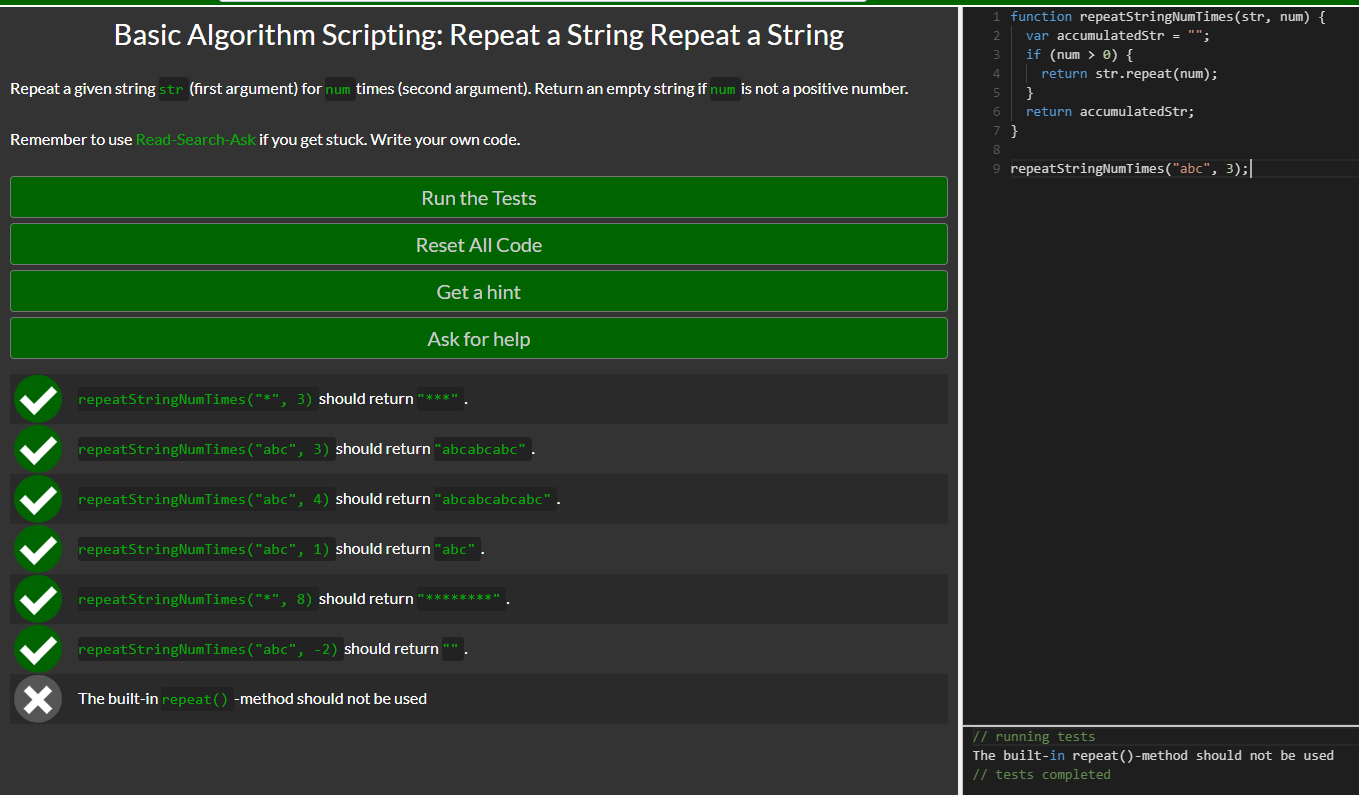 Basic Algorithm Scripting: Repeat a String Repeat a String
Repeat a given string str (first argument) for num times (second argument). Return an empty string if num is not a positive number.
Remember to use Read-Search-Ask if you get stuck. Write your own code.
Run the Tests
Reset All Code
Get a hint
Ask for help
repeatStringNumTimes("*", 3) should return "***" .
repeatStringNumTimes("abc", 3) should return "abcabcabc" .
repeatStringNumTimes("abc", 4) should return "abcabcabcabc" .
repeatStringNumTimes("abc", 1) should return "abc" .
repeatStringNumTimes("*", 8) should return "********" .
repeatStringNumTimes("abc", -2) should return "" .
The built-in repeat() -method should not be used
1 function repeatStringNumTimes(str, num) {
2 var accumulatedStr = "";
3 if (num > 0) {
4 return str.repeat(num);
5 }
6 return accumulatedStr;
7 }
8
9 repeatStringNumTimes("abc", 3);
// running tests
The built-in repeat()-method should not be used
// tests completed